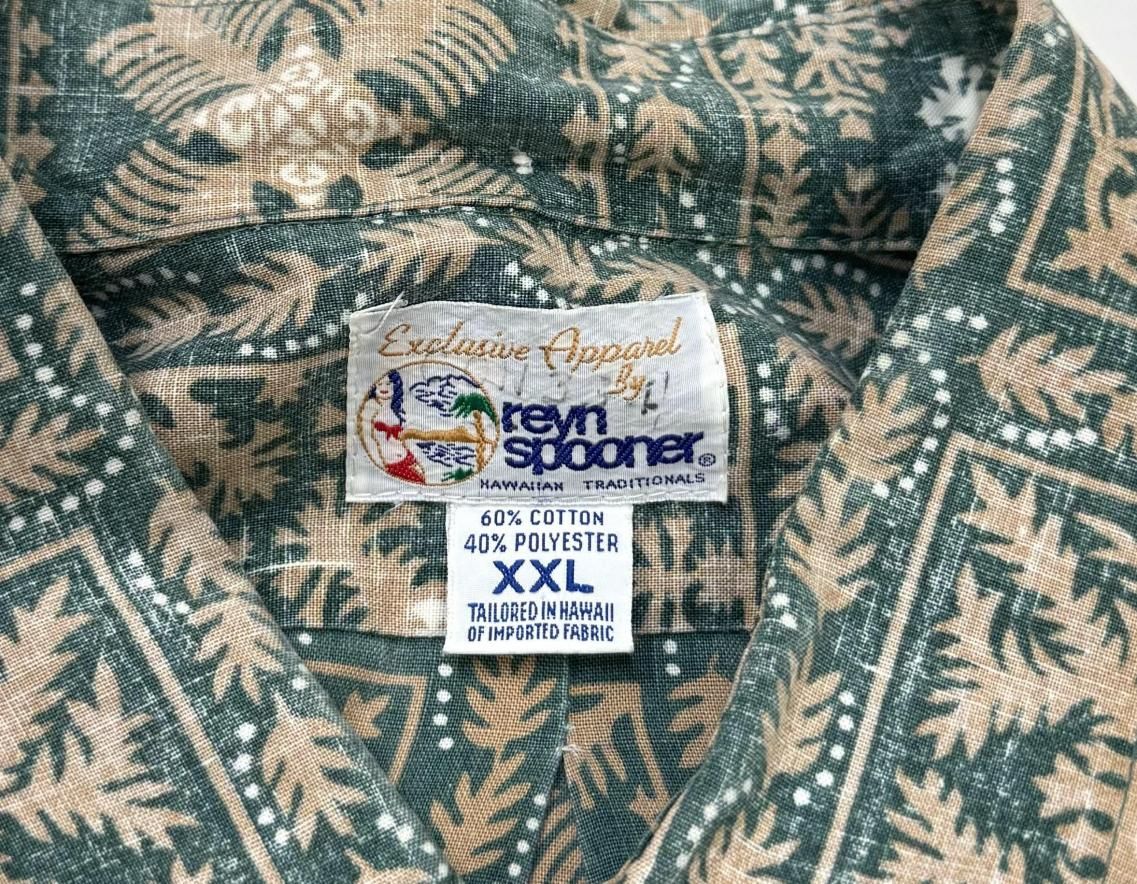 Exclusive Apparel
by
reyn
spooner®
HAWAIIAN TRADITIONALS
60% COTTON
40% POLYESTER
XXL
TAILORED IN HAWAII
OF IMPORTED FABRIC